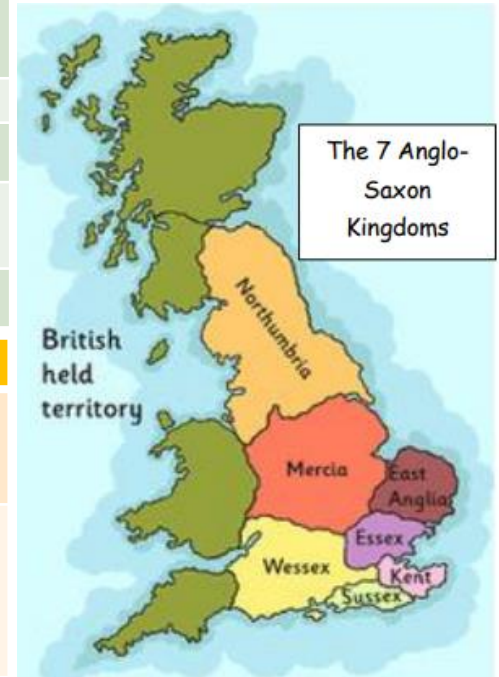 The 7 Anglo-
Saxon
Kingdoms
Northumbria
British
held
territory
Mercia
East
Anglia
Essex
Wessex
Kent
Sussex